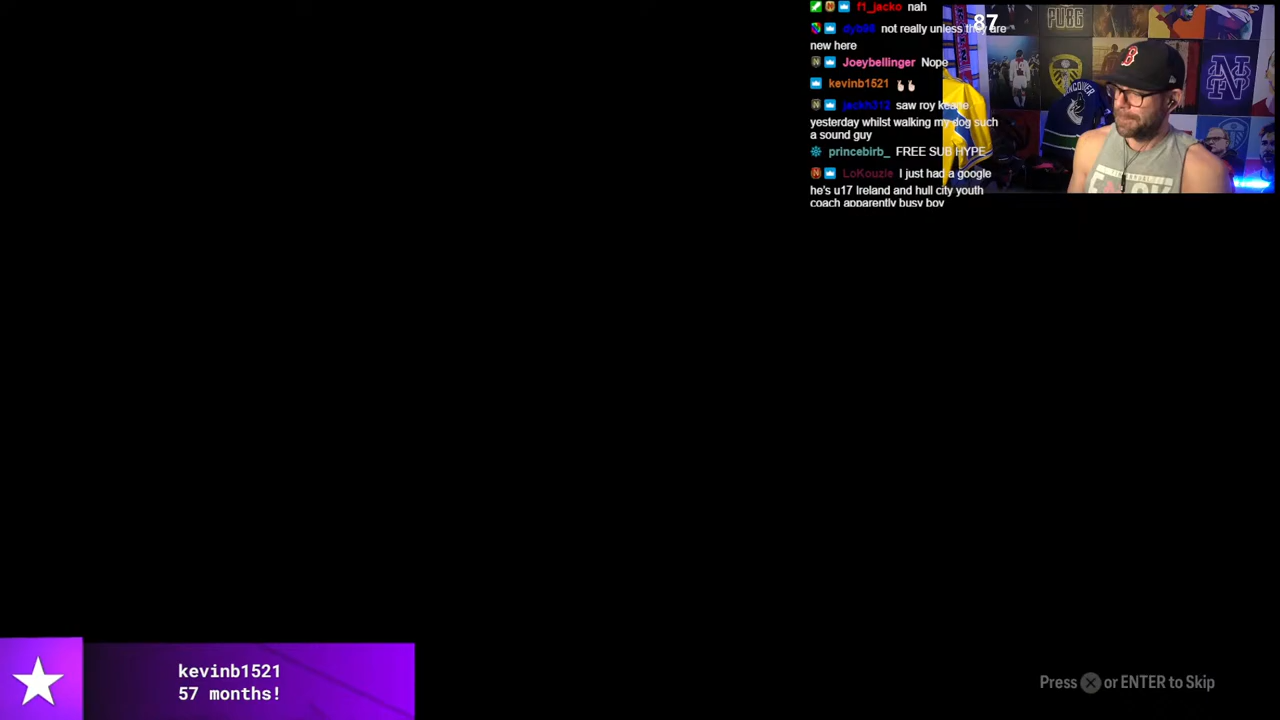 f1_jacko nah
87
dyb98 not really unless they are
new here
PUBG
Joeybellinger Nope
kevinb1521
jackh312 saw roy keane
yesterday whilst walking my dog such
a sound guy
princebirb_ FREE SUB HYPE
LoKouzie I just had a google
he's u17 Ireland and hull city youth
coach apparently busy boy
kevinb1521
57 months!
Press X or ENTER to Skip